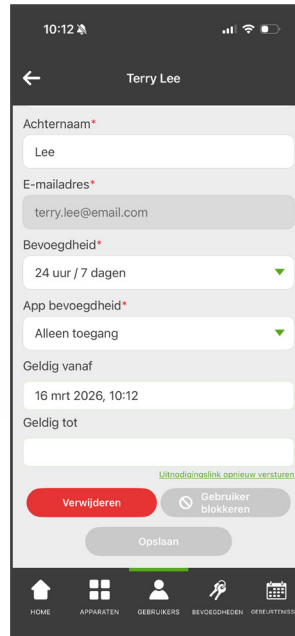 10:12
Terry Lee
Achternaam*
Lee
E-mailadres*
terry.lee@email.com
Bevoegdheid*
24 uur / 7 dagen
App bevoegdheid*
Alleen toegang
Geldig vanaf
16 mrt 2026, 10:12
Geldig tot
Uitnodigingslink opnieuw versturen
Verwijderen
Gebruiker
blokkeren
Opslaan
HOME APPARATEN GEBRUIKERS BEVOEGDHEDEN GEBEURTENISSE